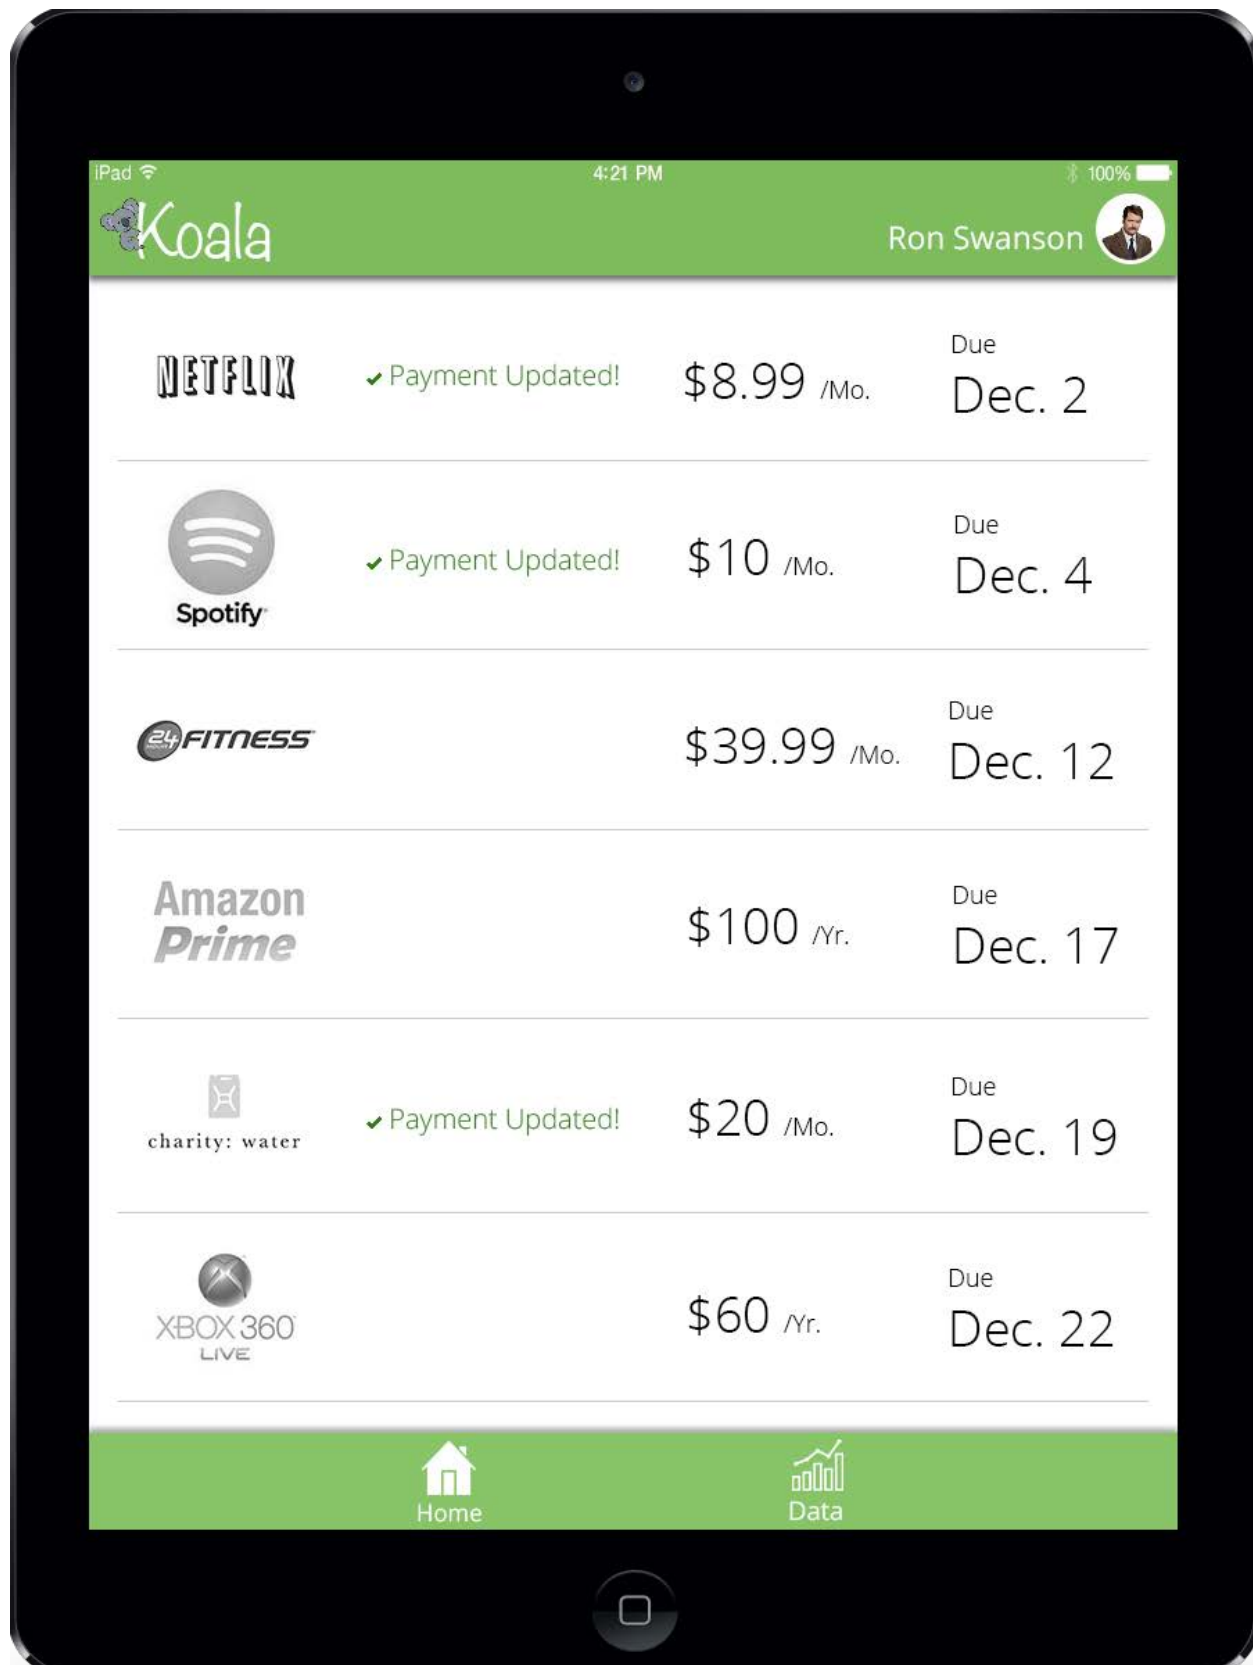 iPad 4:21 PM 100%
Koala Ron Swanson
NETFLIX ✓ Payment Updated! $8.99 /Mo. Due
Dec. 2
Spotify ✓ Payment Updated! $10 /Mo. Due
Dec. 4
24 HOUR FITNESS $39.99 /Mo. Due
Dec. 12
Amazon
Prime $100 /Yr. Due
Dec. 17
charity: water ✓ Payment Updated! $20 /Mo. Due
Dec. 19
XBOX 360
LIVE $60 /Yr. Due
Dec. 22
Home Data